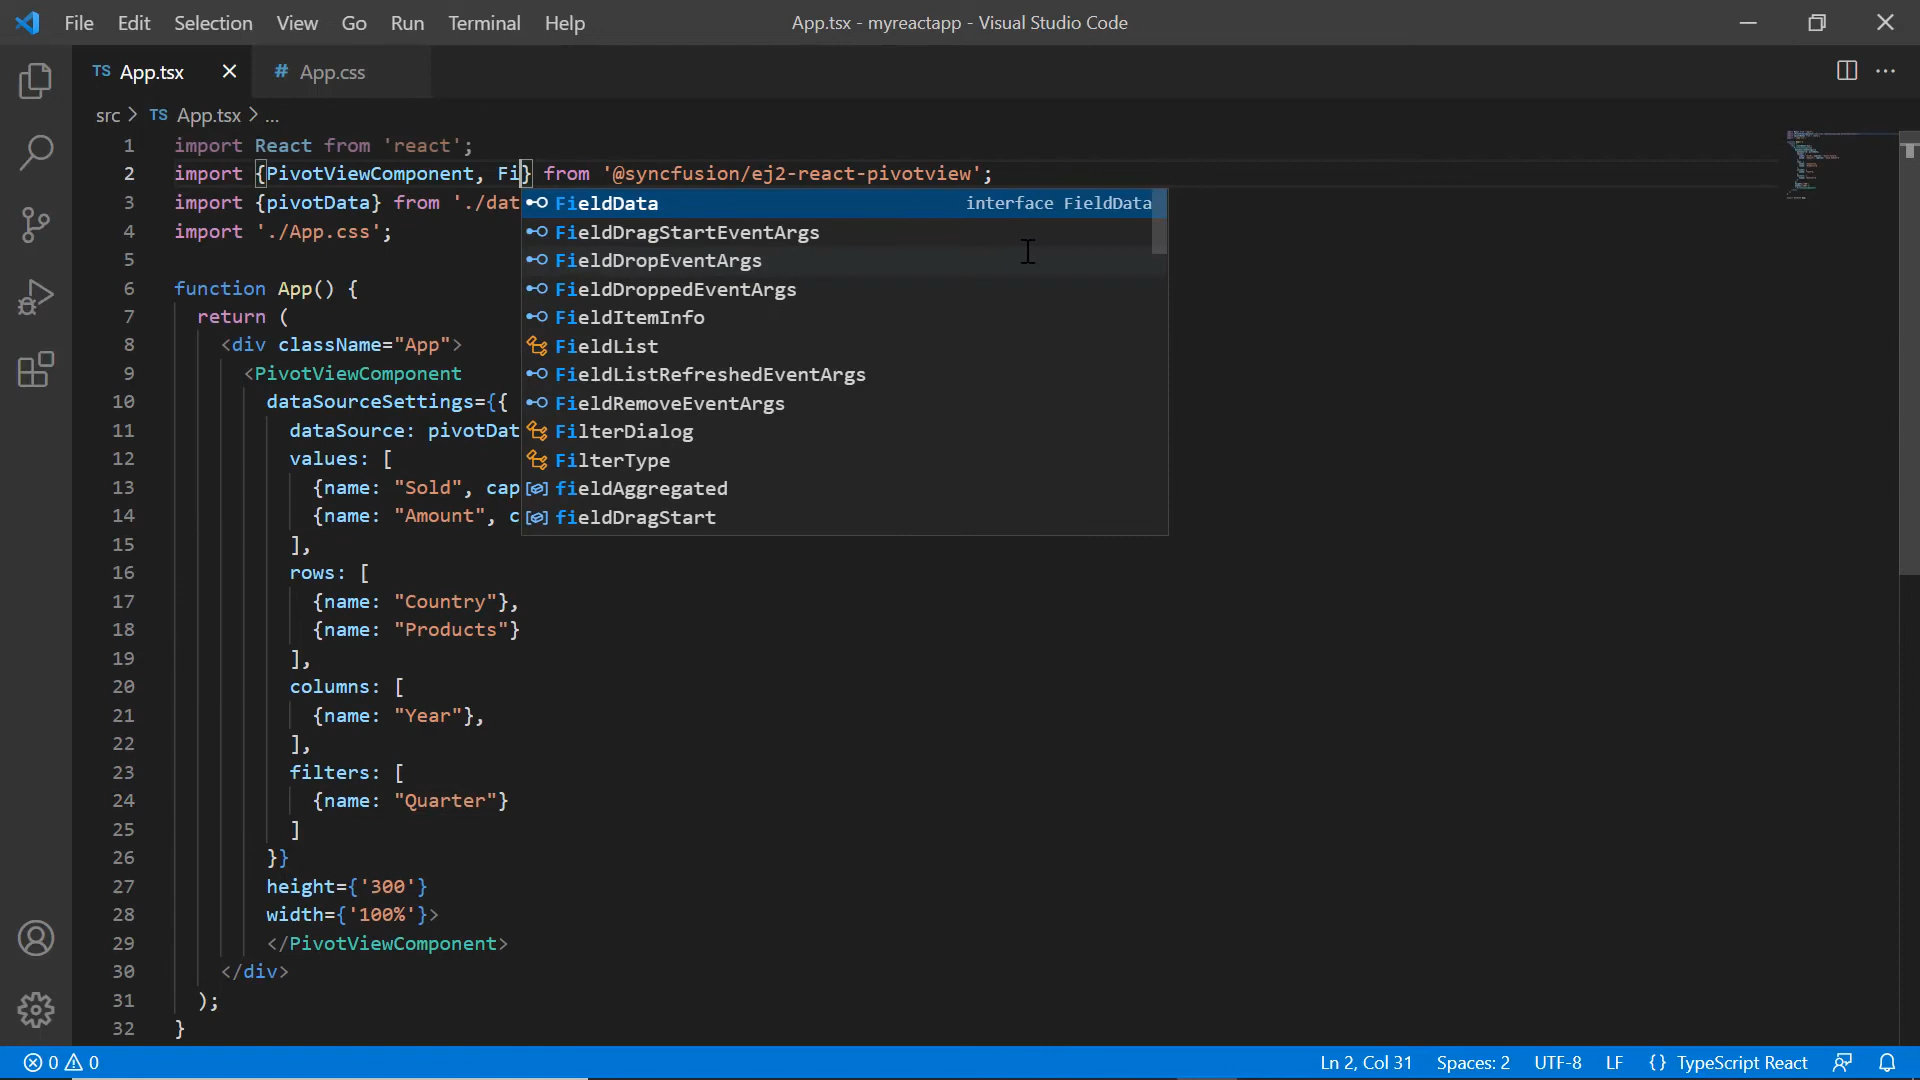 File Edit Selection View Go Run Terminal Help App.tsx - myreactapp - Visual Studio Code
TS App.tsx # App.css
src > TS App.tsx > ...
1 import React from 'react';
2 import {PivotViewComponent, Fi} from '@syncfusion/ej2-react-pivotview';
3 import {pivotData} from './dat
4 import './App.css';
5
6 function App() {
7 return (
8 <div className="App">
9 <PivotViewComponent
10 dataSourceSettings={{
11 dataSource: pivotDat
12 values: [
13 {name: "Sold", cap
14 {name: "Amount", c
15 ],
16 rows: [
17 {name: "Country"},
18 {name: "Products"}
19 ],
20 columns: [
21 {name: "Year"},
22 ],
23 filters: [
24 {name: "Quarter"}
25 ]
26 }}
27 height={'300'}
28 width={'100%'}>
29 </PivotViewComponent>
30 </div>
31 );
32 }
FieldData interface FieldData
FieldDragStartEventArgs
FieldDropEventArgs
FieldDroppedEventArgs
FieldItemInfo
FieldList
FieldListRefreshedEventArgs
FieldRemoveEventArgs
FilterDialog
FilterType
fieldAggregated
fieldDragStart
0 0 Ln 2, Col 31 Spaces: 2 UTF-8 LF {} TypeScript React